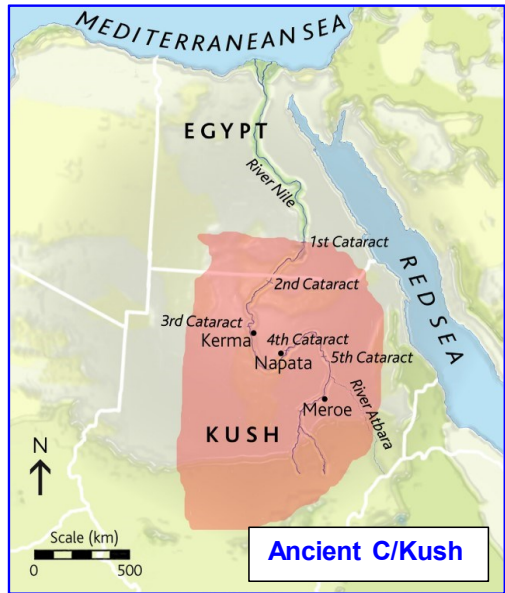 MEDITERRANEAN SEA
EGYPT
River Nile
1st Cataract
2nd Cataract
RED SEA
3rd Cataract
Kerma
4th Cataract
Napata
5th Cataract
Meroe
River Atbara
KUSH
N
Scale (km)
0 500
Ancient C/Kush